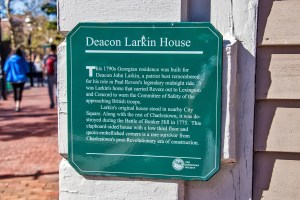 Deacon Larkin House
This 1790s Georgian residence was built for
Deacon John Larkin, a patriot best remembered
for his role in Paul Revere's legendary midnight ride. It
was Larkin's horse that carried Revere out to Lexington
and Concord to warn the Committee of Safety of the
approaching British troops.
Larkin's original house stood in nearby City
Square. Along with the rest of Charlestown, it was de-
stroyed during the Battle of Bunker Hill in 1775. This
clapboard-sided house with a low third floor and
quoin-embellished corners is a rare survivor from
Charlestown's post-Revolutionary era of construction.